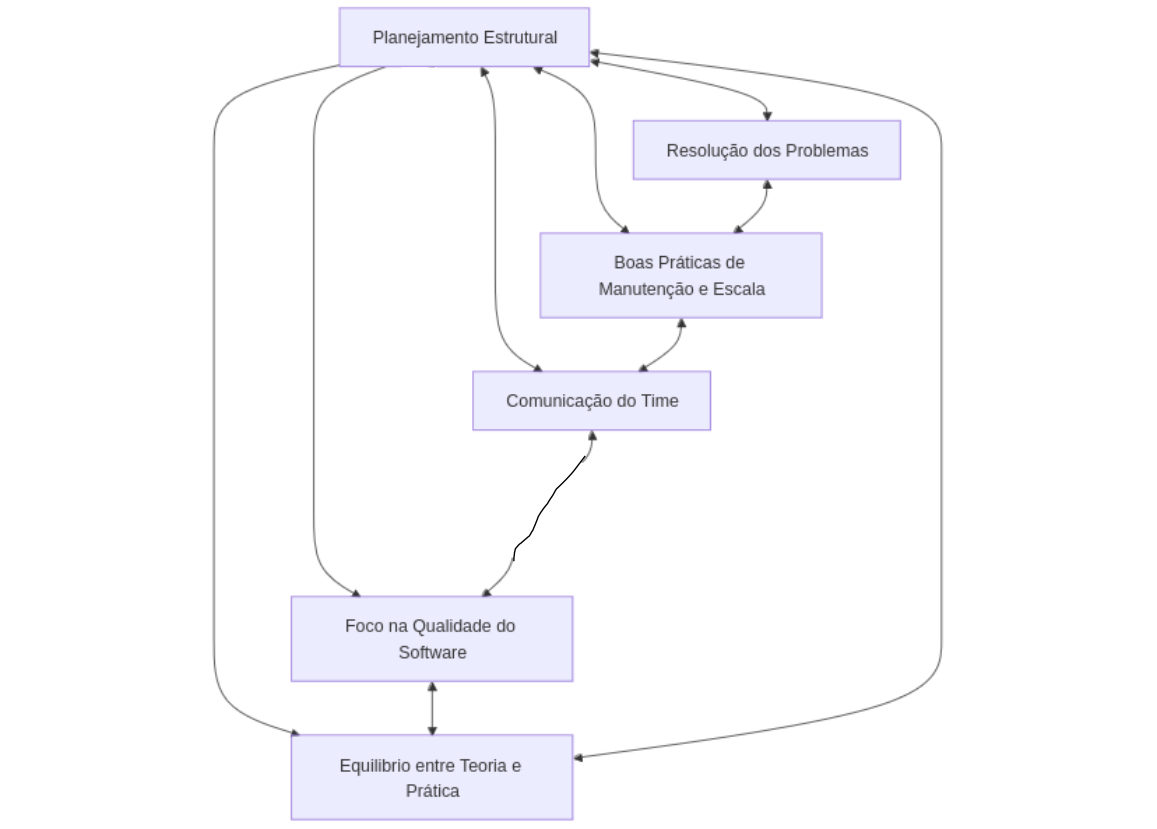 Planejamento Estrutural
Resolução dos Problemas
Boas Práticas de
Manutenção e Escala
Comunicação do Time
Foco na Qualidade do
Software
Equilibrio entre Teoria e
Prática